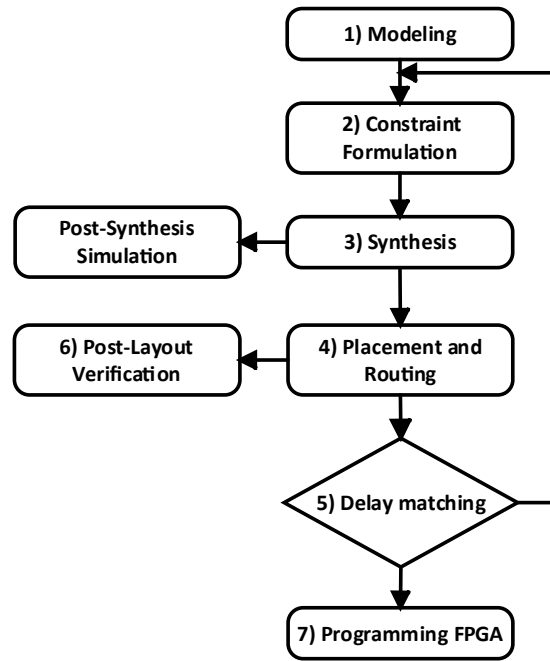 1) Modeling
2) Constraint
Formulation
Post-Synthesis
Simulation
3) Synthesis
6) Post-Layout
Verification
4) Placement and
Routing
5) Delay matching
7) Programming FPGA